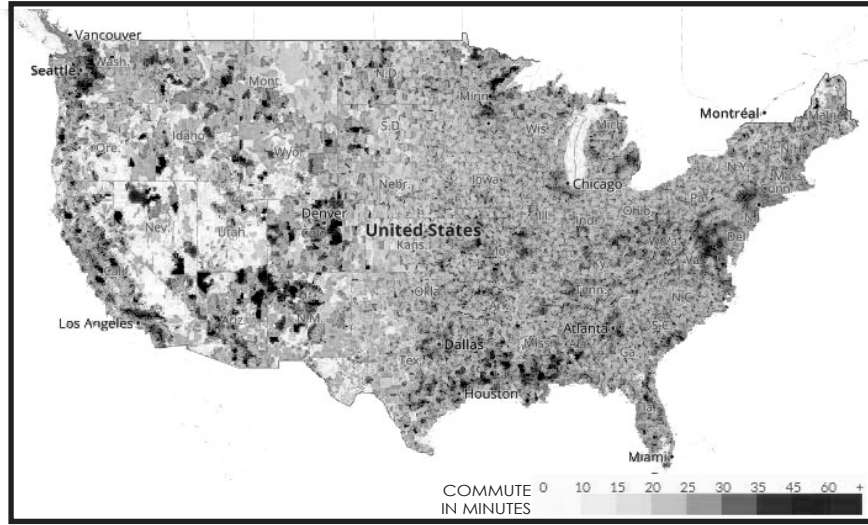 Vancouver
Seattle
Wash.
Mont.
N.D.
Minn.
Montréal
Maine
Ore.
Idaho
S.D.
Wis.
Mich.
N.H.
Wyo.
N.Y.
Mass.
Conn.
Nebr.
Iowa
Chicago
Pa.
Denver
Ill.
Ind.
Ohio
Nev.
Utah
Colo.
United States
Kans.
Mo.
W.Va.
Del.
Va.
Calif.
Ky.
Los Angeles
Ariz.
N.M.
Okla.
Tenn.
N.C.
Atlanta
S.C.
Dallas
Miss.
Ala.
Ga.
Tex.
Houston
Miami
COMMUTE 0 10 15 20 25 30 35 45 60 +
IN MINUTES